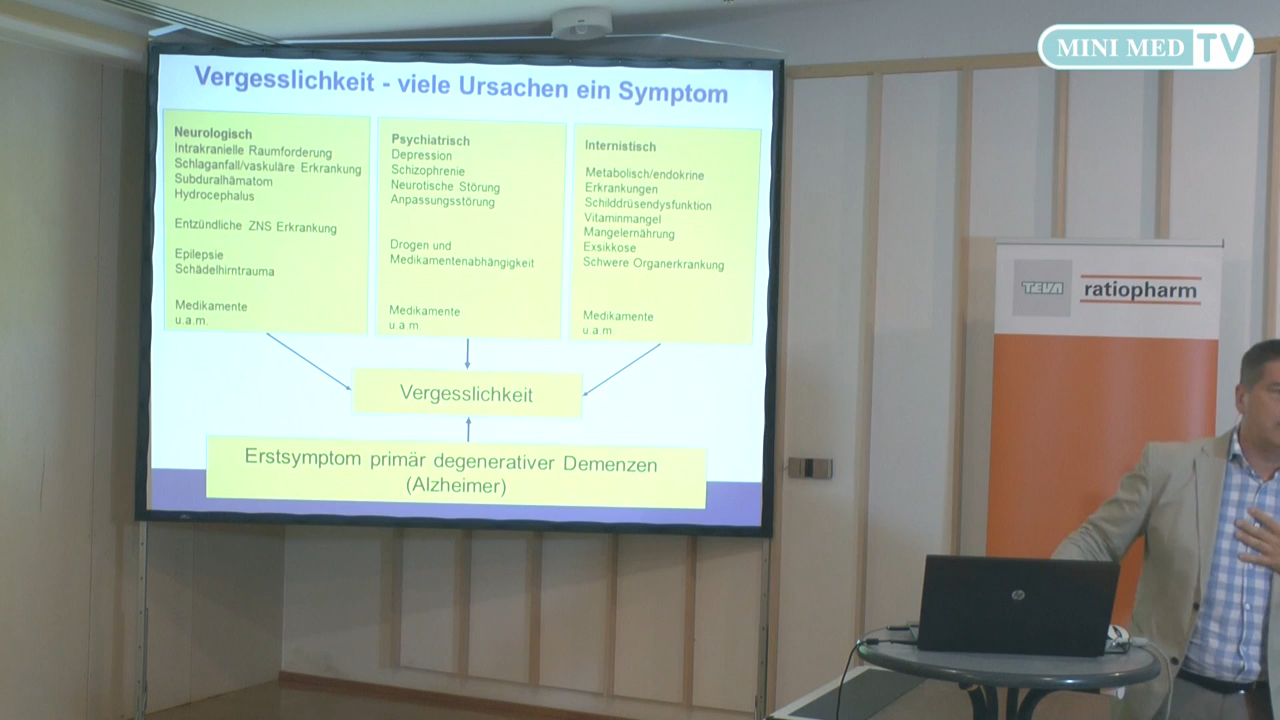 MINI MED TV
Vergesslichkeit - viele Ursachen ein Symptom
Neurologisch
Intrakranielle Raumforderung
Schlaganfall/vaskuläre Erkrankung
Subduralhämatom
Hydrocephalus
Entzündliche ZNS Erkrankung
Epilepsie
Schädelhirntrauma
Medikamente
u.a.m.
Psychiatrisch
Depression
Schizophrenie
Neurotische Störung
Anpassungsstörung
Drogen und
Medikamentenabhängigkeit
Medikamente
u.a.m.
Internistisch
Metabolisch/endokrine
Erkrankungen
Schilddrüsendysfunktion
Vitaminmangel
Mangelernährung
Exsikkose
Schwere Organerkrankung
Medikamente
u.a.m.
Vergesslichkeit
Erstsymptom primär degenerativer Demenzen
(Alzheimer)
TEVA
ratiopharm
hp